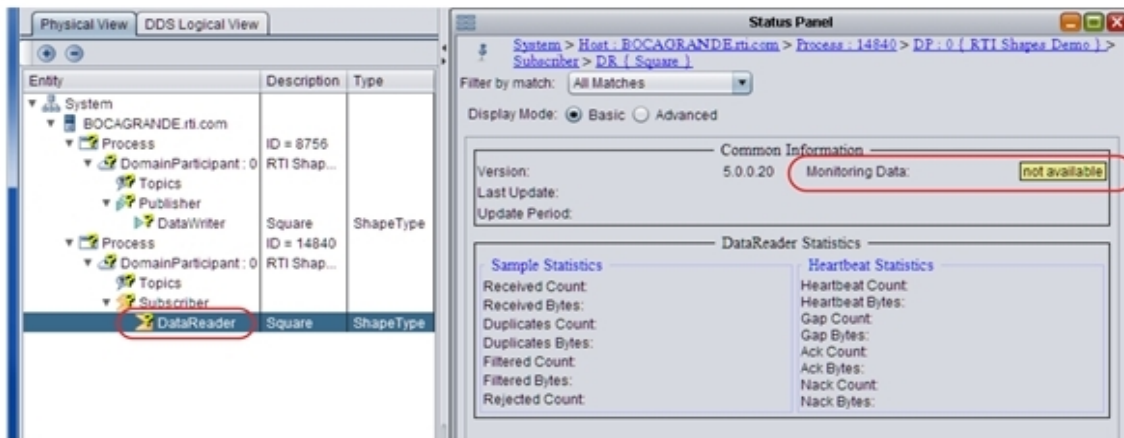 Physical View DDS Logical View
Entity Description Type
System
BOCAGRANDE.rti.com
Process ID = 8756
DomainParticipant : 0 RTI Shap...
Topics
Publisher
DataWriter Square ShapeType
Process ID = 14840
DomainParticipant : 0 RTI Shap...
Topics
Subscriber
DataReader Square ShapeType
Status Panel
System > Host : BOCAGRANDE.rti.com > Process : 14840 > DP : 0 { RTI Shapes Demo } >
Subscriber > DR { Square }
Filter by match: All Matches
Display Mode: Basic Advanced
Common Information
Version: 5.0.0.20 Monitoring Data: not available
Last Update:
Update Period:
DataReader Statistics
Sample Statistics
Received Count:
Received Bytes:
Duplicates Count:
Duplicates Bytes:
Filtered Count:
Filtered Bytes:
Rejected Count:
Heartbeat Statistics
Heartbeat Count:
Heartbeat Bytes:
Gap Count:
Gap Bytes:
Ack Count:
Ack Bytes:
Nack Count:
Nack Bytes: